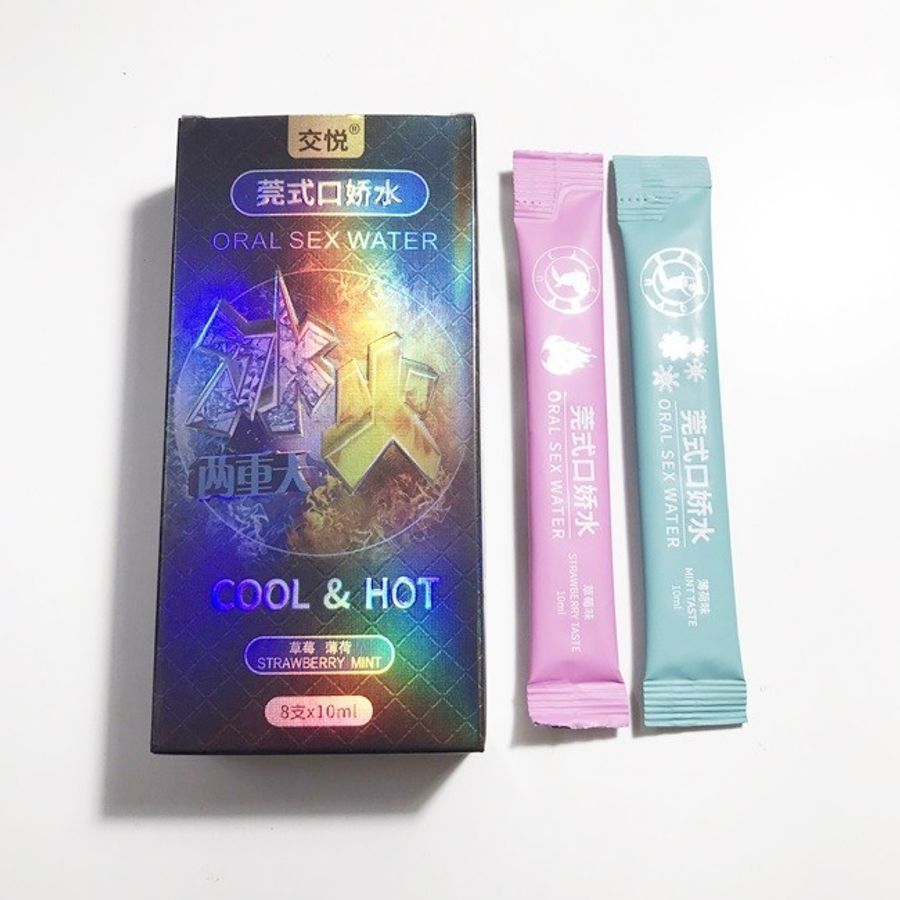 交悦®
莞式口娇水
ORAL SEX WATER
冰火
两重天
COOL & HOT
草莓 薄荷
STRAWBERRY MINT
8支x10ml
莞式口娇水
ORAL SEX WATER
草莓味
STRAWBERRY TASTE
10ml
莞式口娇水
ORAL SEX WATER
薄荷味
MINT TASTE
10ml